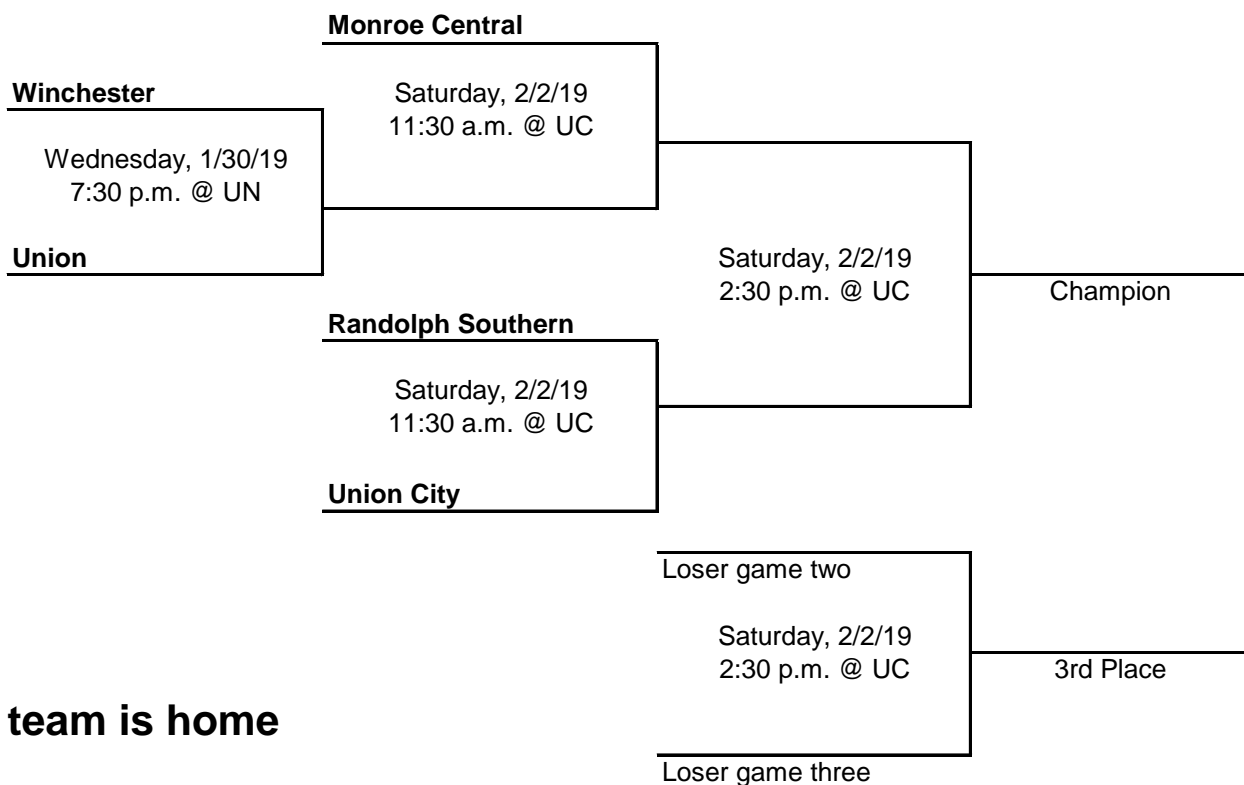 Monroe Central
Winchester
Saturday, 2/2/19
11:30 a.m. @ UC
Wednesday, 1/30/19
7:30 p.m. @ UN
Union
Saturday, 2/2/19
2:30 p.m. @ UC
Champion
Randolph Southern
Saturday, 2/2/19
11:30 a.m. @ UC
Union City
Loser game two
Saturday, 2/2/19
2:30 p.m. @ UC
3rd Place
team is home
Loser game three